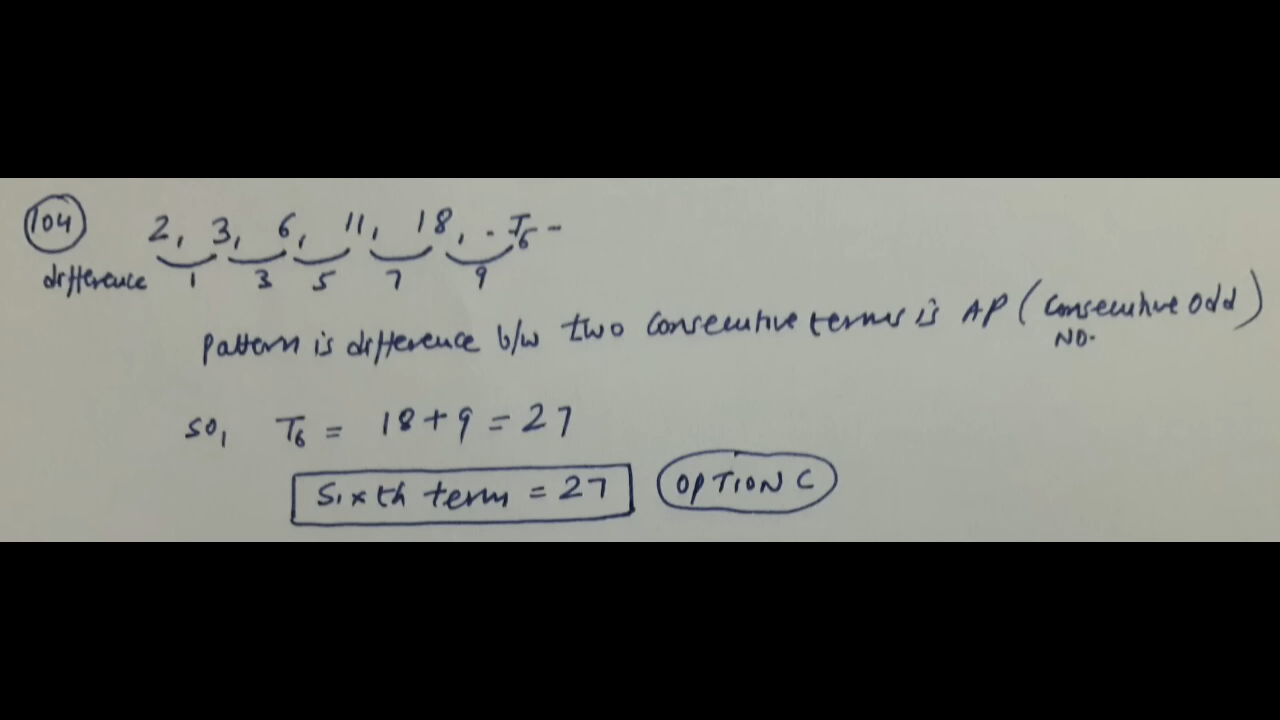 104 2, 3, 6, 11, 18, - T6 -
difference 1 3 5 7 9
pattern is difference b/w two consecutive terms is AP (consecutive odd)
NO.
so, T6 = 18 + 9 = 27
Sixth term = 27 OPTION C